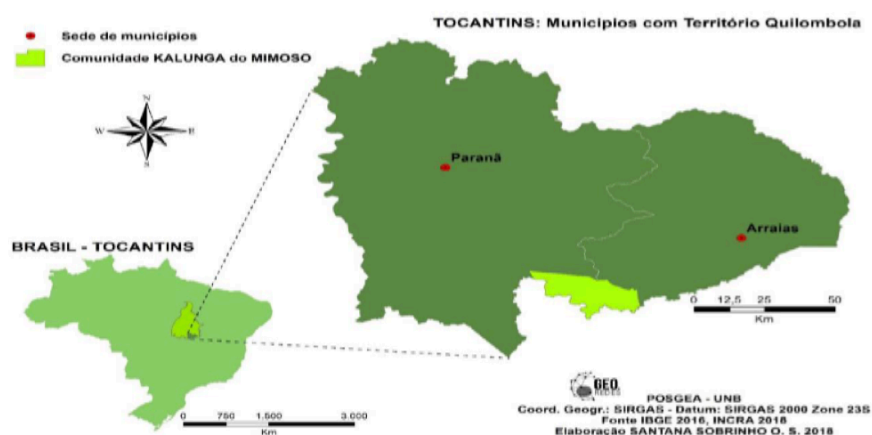 TOCANTINS: Municipios com Território Quilombola
Sede de municípios
Comunidade KALUNGA do MIMOSO
N
W E
S
Paranã
Arraias
BRASIL - TOCANTINS
0 12,5 25 50
Km
0 750 1.500 3.000
Km
GEO
REDES
POSGEA - UNB
Coord. Geogr.: SIRGAS - Datum: SIRGAS 2000 Zone 23S
Fonte IBGE 2016, INCRA 2018
Elaboração SANTANA SOBRINHO O. S. 2018